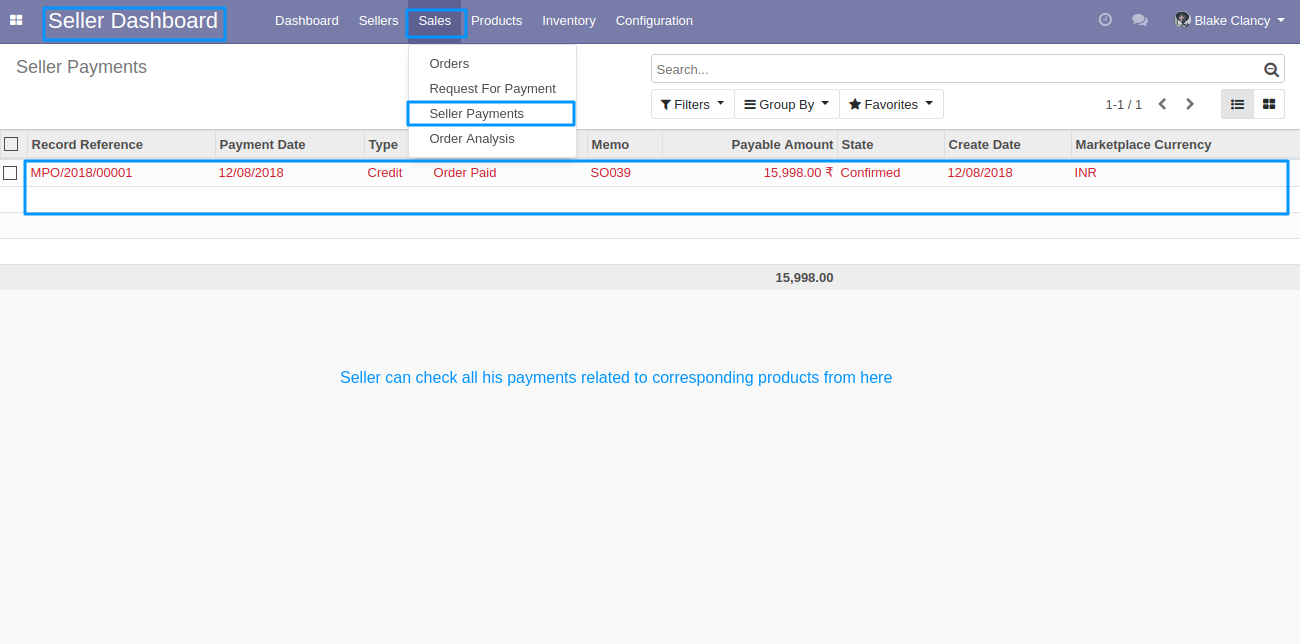 Seller Dashboard Dashboard Sellers Sales Products Inventory Configuration Blake Clancy
Seller Payments
Search...
Orders
Request For Payment
Seller Payments
Order Analysis
Filters Group By Favorites 1-1 / 1
Record Reference Payment Date Type Memo Payable Amount State Create Date Marketplace Currency
MPO/2018/00001 12/08/2018 Credit Order Paid SO039 15,998.00 ₹ Confirmed 12/08/2018 INR
15,998.00
Seller can check all his payments related to corresponding products from here